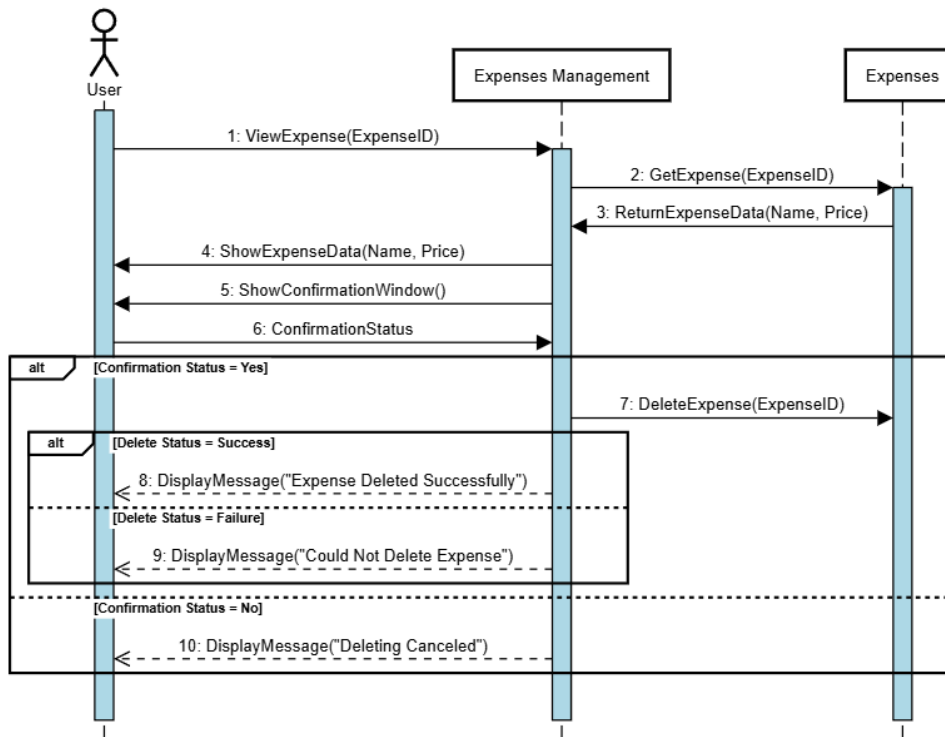 User
Expenses Management
Expenses
1: ViewExpense(ExpenseID)
2: GetExpense(ExpenseID)
3: ReturnExpenseData(Name, Price)
4: ShowExpenseData(Name, Price)
5: ShowConfirmationWindow()
6: ConfirmationStatus
alt [Confirmation Status = Yes]
7: DeleteExpense(ExpenseID)
alt [Delete Status = Success]
8: DisplayMessage("Expense Deleted Successfully")
[Delete Status = Failure]
9: DisplayMessage("Could Not Delete Expense")
[Confirmation Status = No]
10: DisplayMessage("Deleting Canceled")